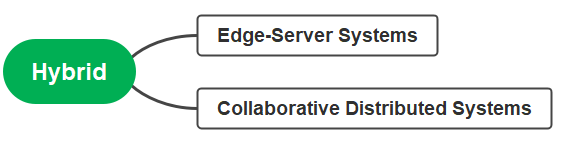 Hybrid
Edge-Server Systems
Collaborative Distributed Systems